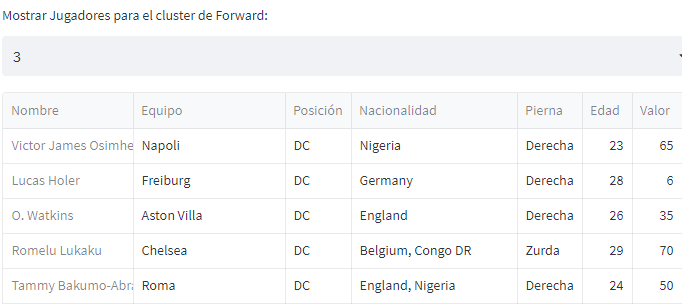 Mostrar Jugadores para el cluster de Forward:
3
Nombre Equipo Posición Nacionalidad Pierna Edad Valor
Victor James Osimhe Napoli DC Nigeria Derecha 23 65
Lucas Holer Freiburg DC Germany Derecha 28 6
O. Watkins Aston Villa DC England Derecha 26 35
Romelu Lukaku Chelsea DC Belgium, Congo DR Zurda 29 70
Tammy Bakumo-Abra Roma DC England, Nigeria Derecha 24 50